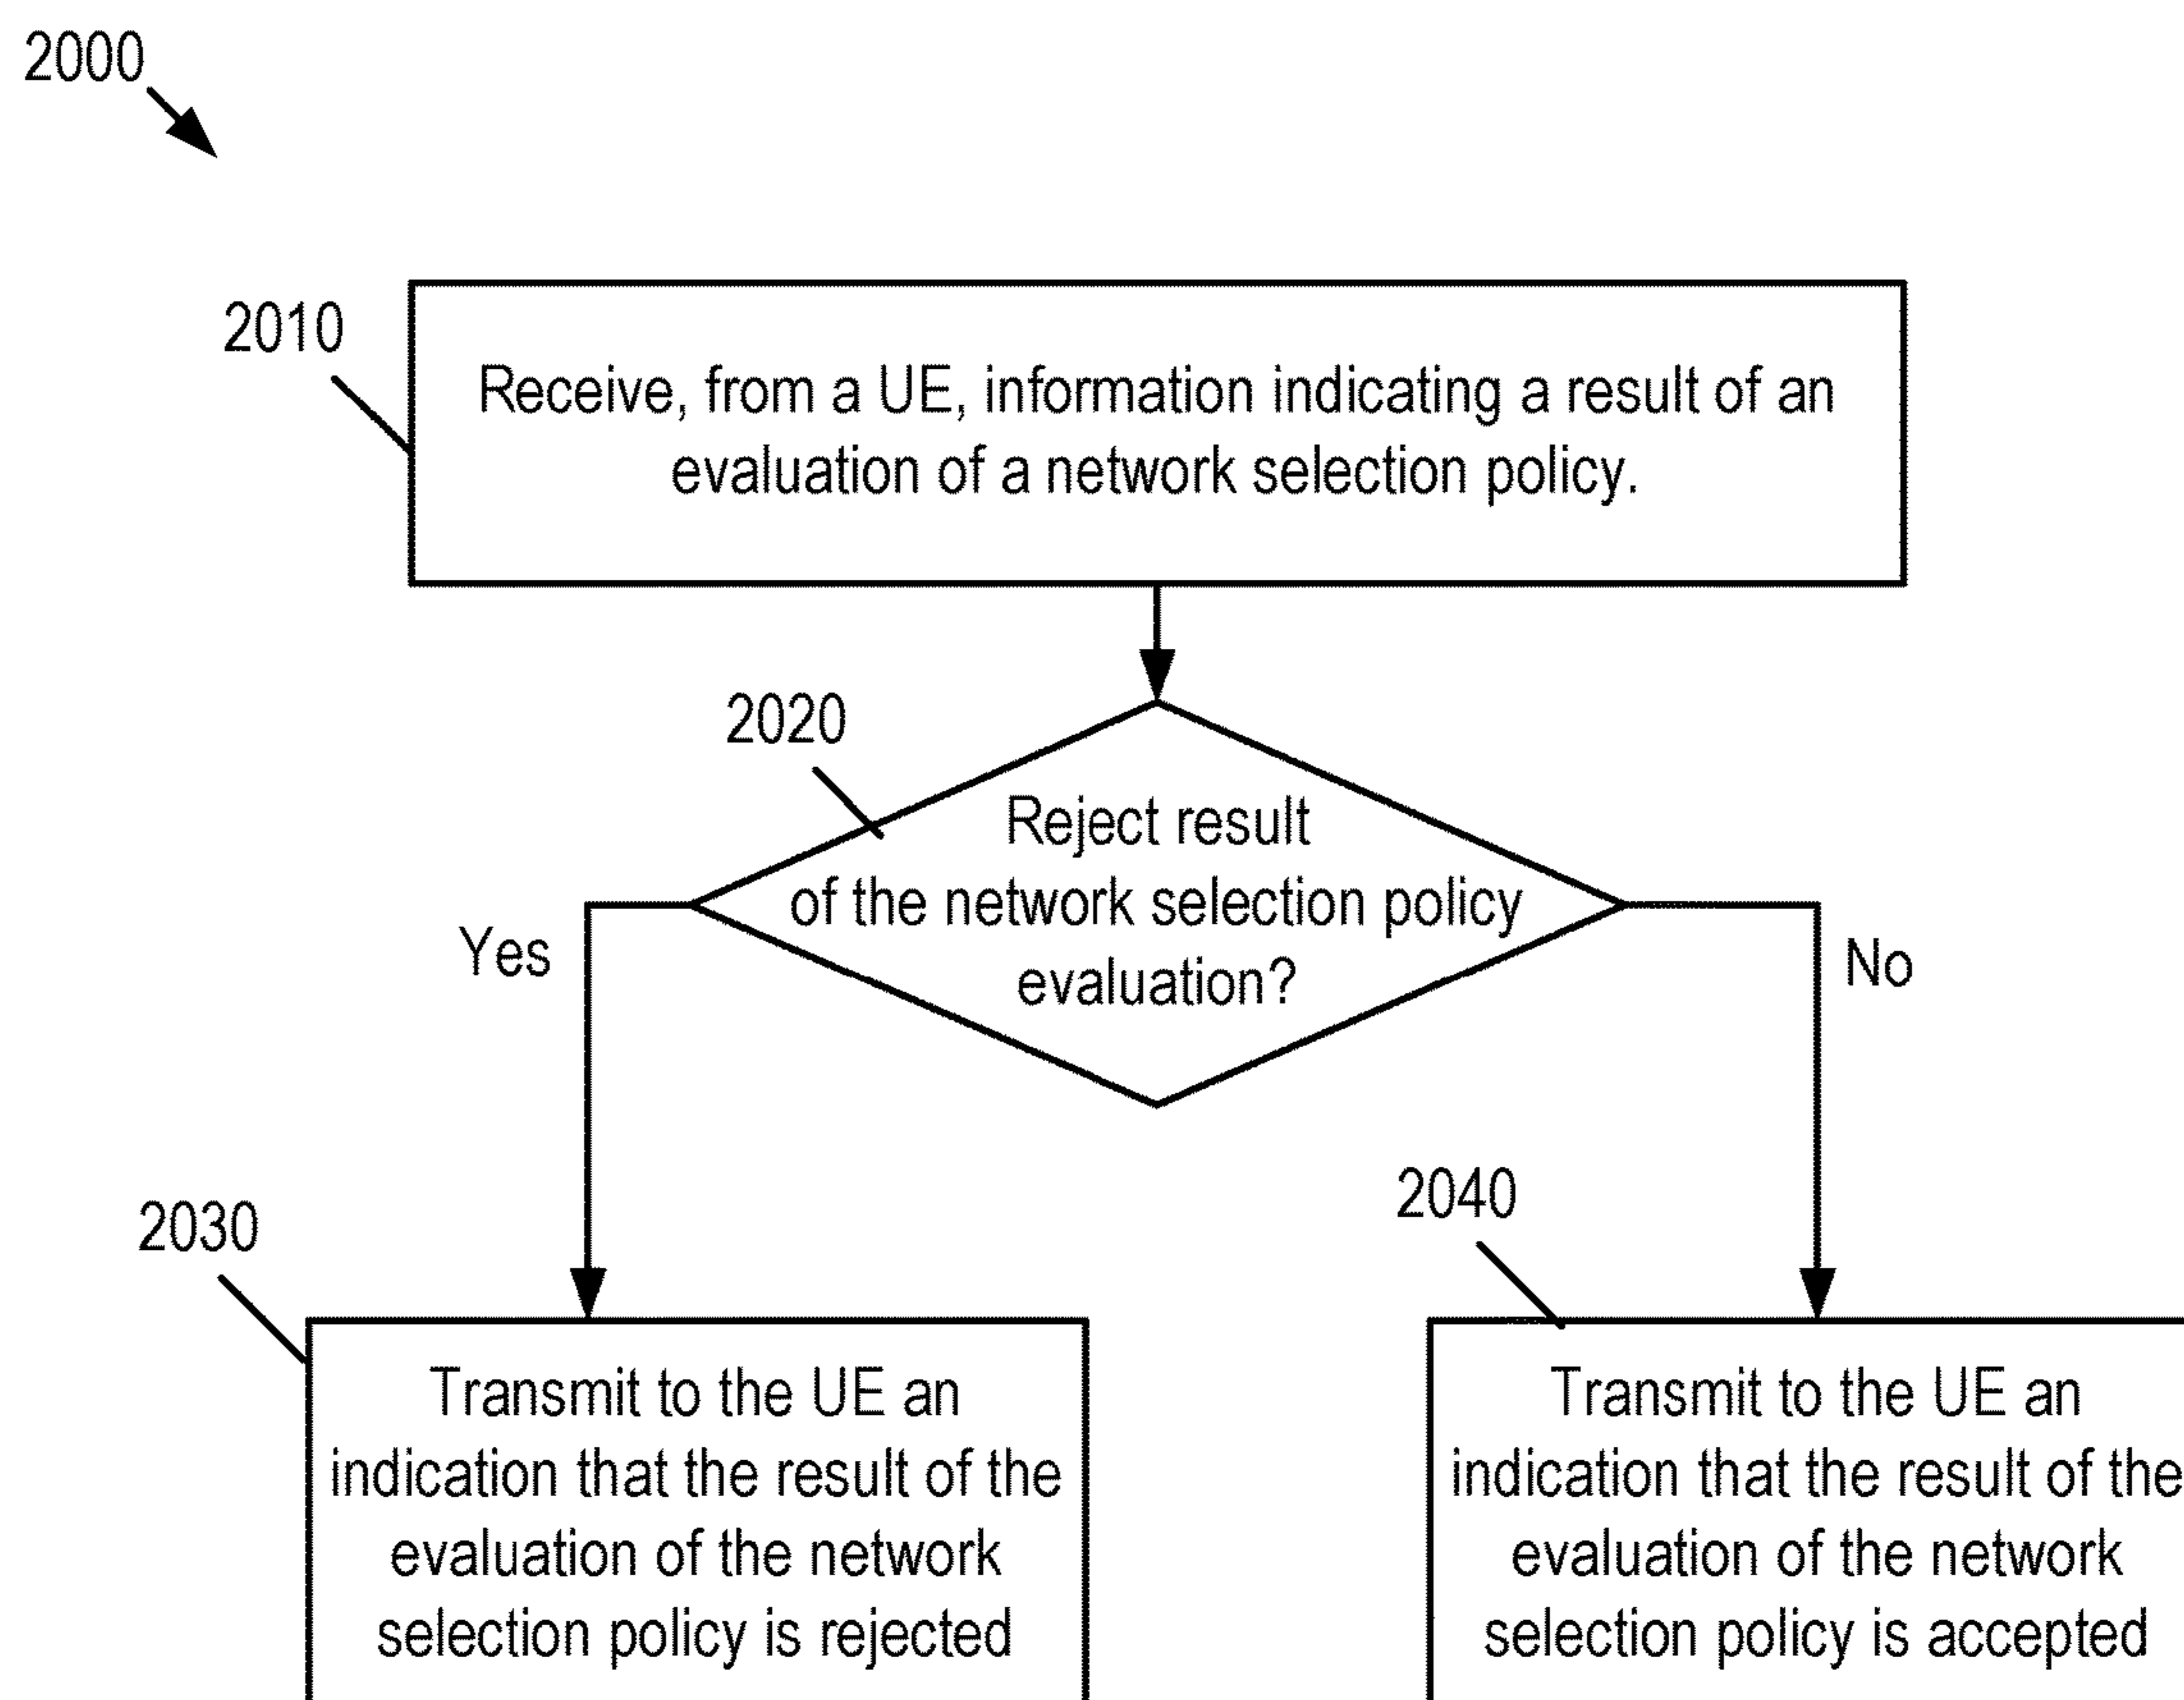 2000
2010
Receive, from a UE, information indicating a result of an
evaluation of a network selection policy.
2020
Reject result
of the network selection policy
evaluation?
Yes
No
2030
Transmit to the UE an
indication that the result of the
evaluation of the network
selection policy is rejected
2040
Transmit to the UE an
indication that the result of the
evaluation of the network
selection policy is accepted